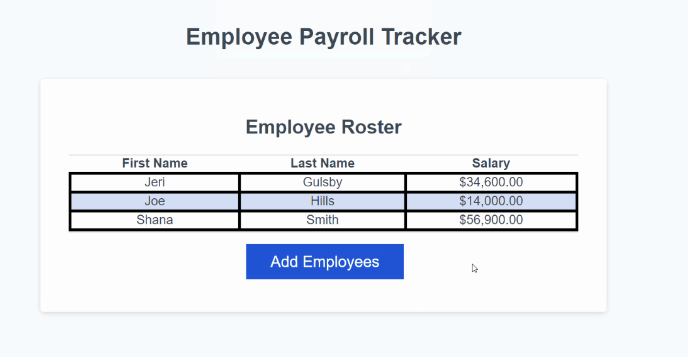 Employee Payroll Tracker
Employee Roster
First Name Last Name Salary
Jeri Gulsby $34,600.00
Joe Hills $14,000.00
Shana Smith $56,900.00
Add Employees